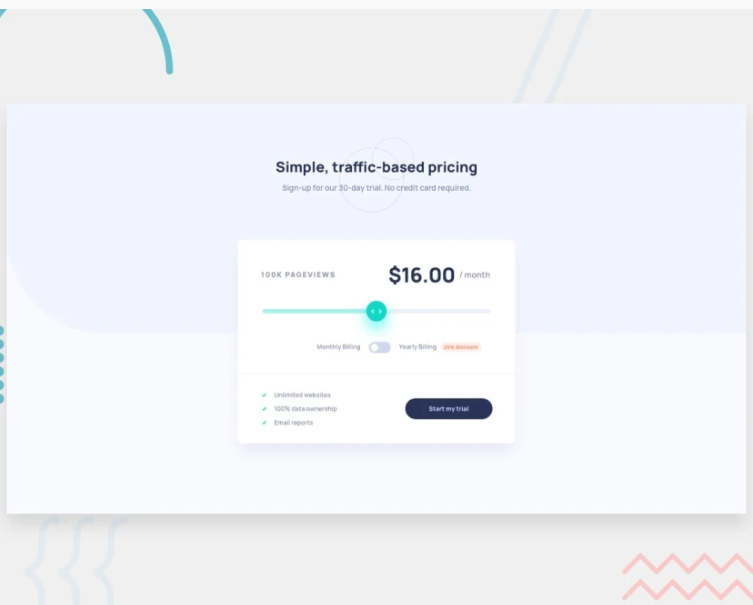 Simple, traffic-based pricing
Sign-up for our 30-day trial. No credit card required.
100K PAGEVIEWS
$16.00 / month
Monthly Billing
Yearly Billing
25% discount
Unlimited websites
100% data ownership
Email reports
Start my trial